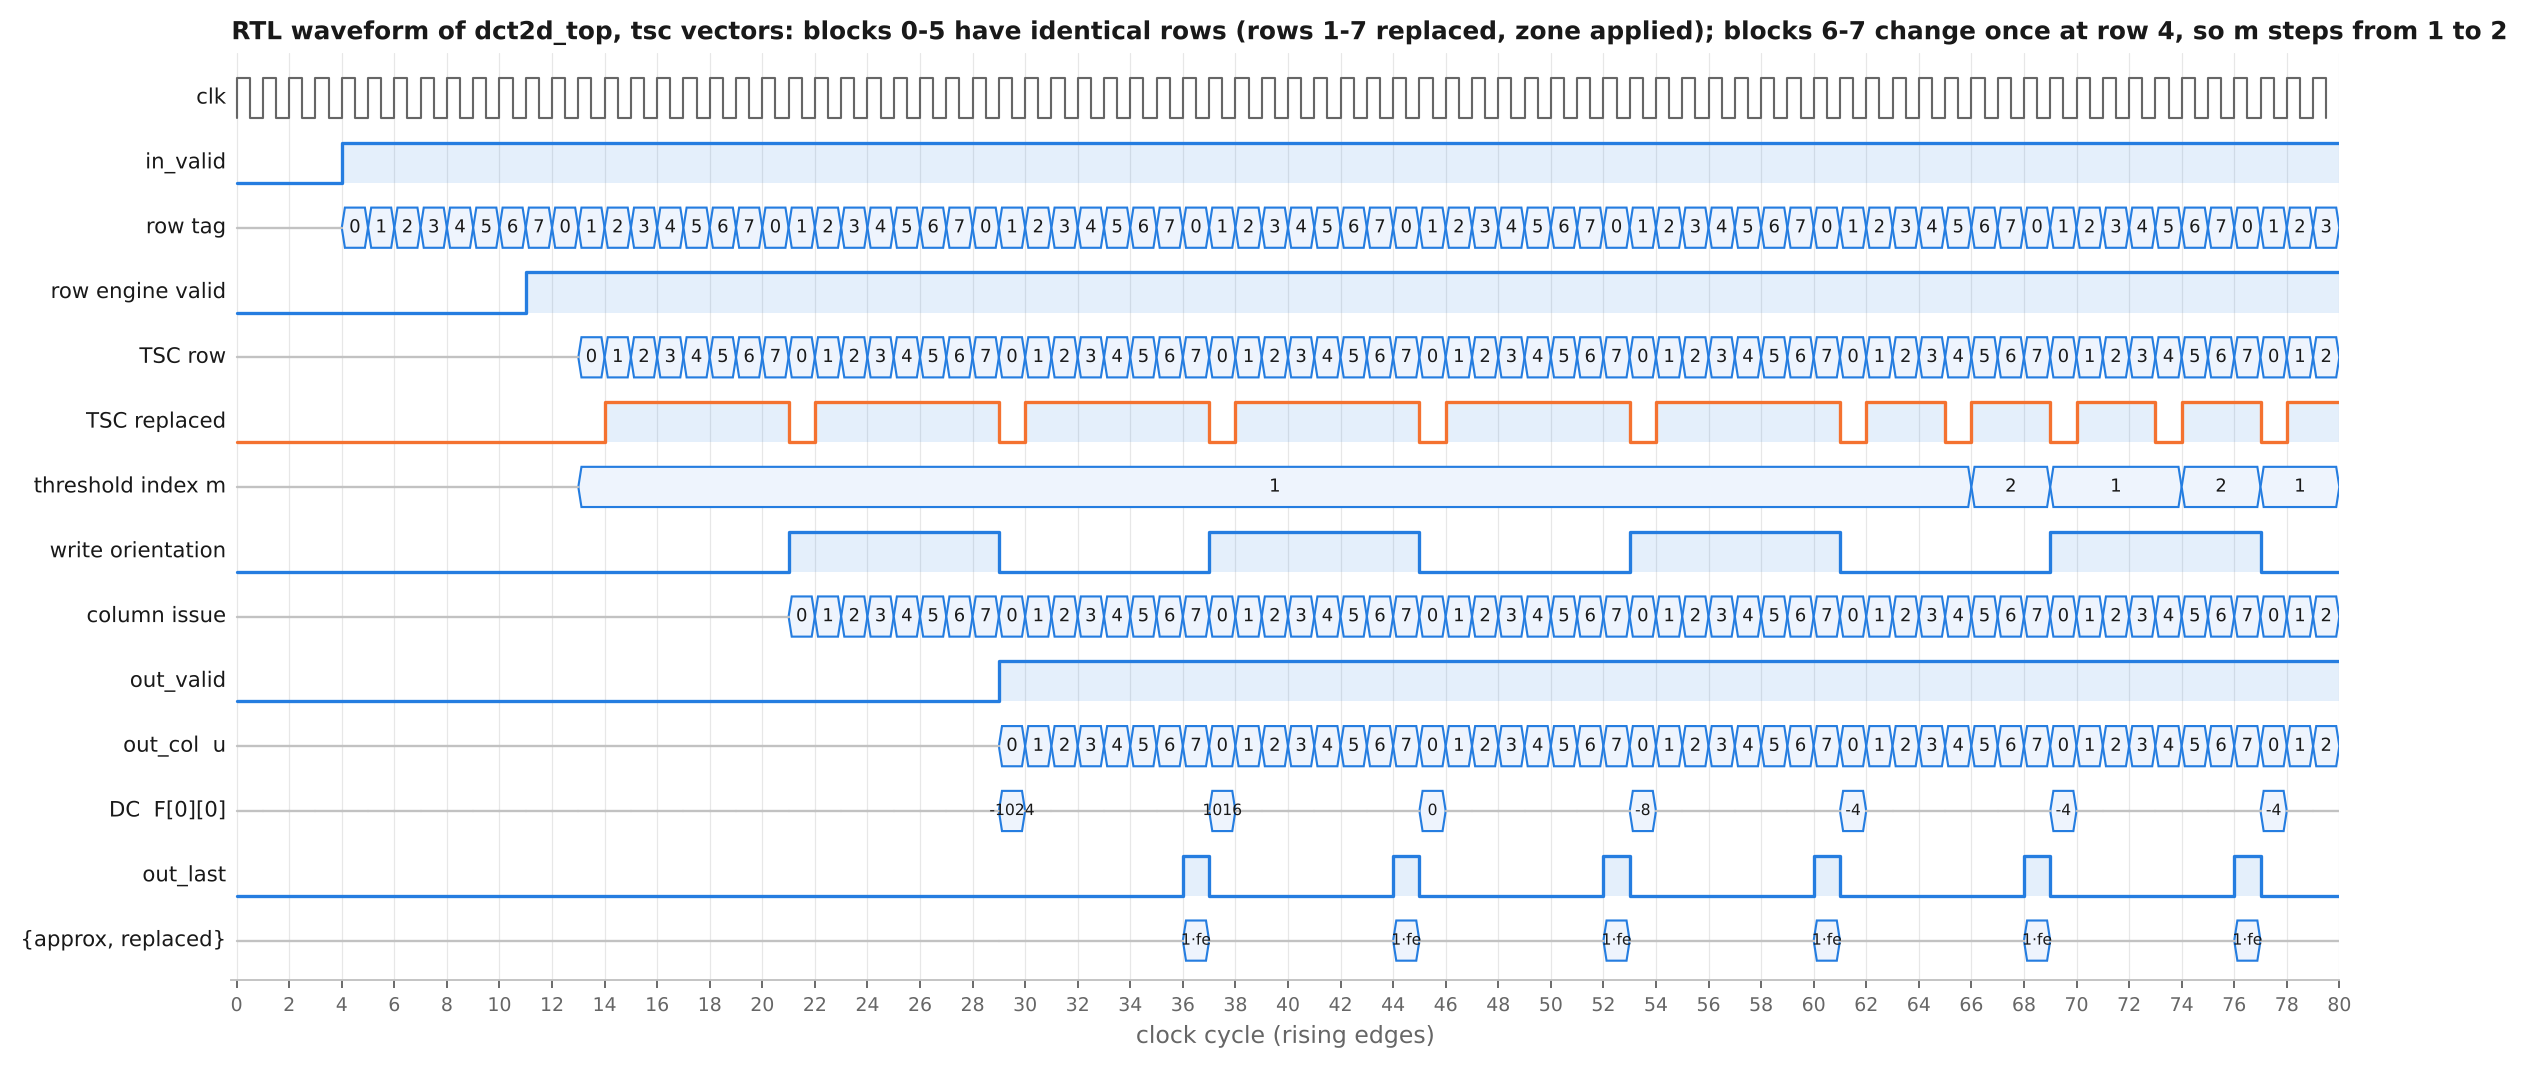 RTL waveform of dct2d_top, tsc vectors: blocks 0-5 have identical rows (rows 1-7 replaced, zone applied); blocks 6-7 change once at row 4, so m steps from 1 to 2
clk
in_valid
row tag 0 1 2 3 4 5 6 7 0 1 2 3 4 5 6 7 0 1 2 3 4 5 6 7 0 1 2 3 4 5 6 7 0 1 2 3 4 5 6 7 0 1 2 3 4 5 6 7 0 1 2 3 4 5 6 7 0 1 2 3 4 5 6 7 0 1 2 3 4 5 6 7 0 1 2 3
row engine valid
TSC row 0 1 2 3 4 5 6 7 0 1 2 3 4 5 6 7 0 1 2 3 4 5 6 7 0 1 2 3 4 5 6 7 0 1 2 3 4 5 6 7 0 1 2 3 4 5 6 7 0 1 2 3 4 5 6 7 0 1 2 3 4 5 6 7 0 1 2
TSC replaced
threshold index m 1 2 1 2 1
write orientation
column issue 0 1 2 3 4 5 6 7 0 1 2 3 4 5 6 7 0 1 2 3 4 5 6 7 0 1 2 3 4 5 6 7 0 1 2 3 4 5 6 7 0 1 2 3 4 5 6 7 0 1 2 3 4 5 6 7 0 1 2
out_valid
out_col u 0 1 2 3 4 5 6 7 0 1 2 3 4 5 6 7 0 1 2 3 4 5 6 7 0 1 2 3 4 5 6 7 0 1 2 3 4 5 6 7 0 1 2 3 4 5 6 7 0 1 2
DC F[0][0] -1024 1016 0 -8 -4 -4 -4
out_last
{approx, replaced} 1·fe 1·fe 1·fe 1·fe 1·fe 1·fe
0 2 4 6 8 10 12 14 16 18 20 22 24 26 28 30 32 34 36 38 40 42 44 46 48 50 52 54 56 58 60 62 64 66 68 70 72 74 76 78 80
clock cycle (rising edges)